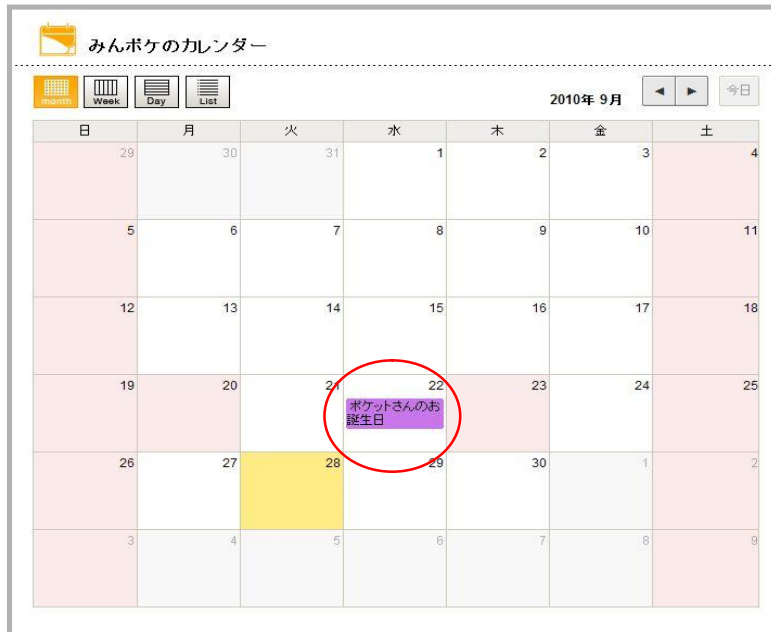 みんポケのカレンダー
month Week Day List 2010年 9月 ◄ ► 今日
日 月 火 水 木 金 土
29 30 31 1 2 3 4
5 6 7 8 9 10 11
12 13 14 15 16 17 18
19 20 21 22 23 24 25
ポケットさんのお
誕生日
26 27 28 29 30 1 2
3 4 5 6 7 8 9